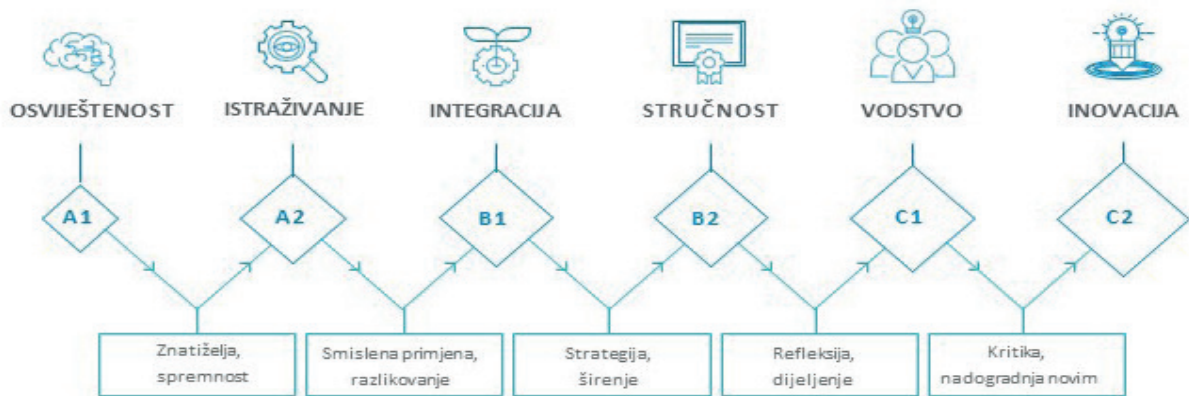 OSVIJEŠTENOST
ISTRAŽIVANJE
INTEGRACIJA
STRUČNOST
VODSTVO
INOVACIJA
A1
A2
B1
B2
C1
C2
Znatiželja,
spremnost
Smislena primjena,
razlikovanje
Strategija,
širenje
Refleksija,
dijeljenje
Kritika,
nadogradnja novim